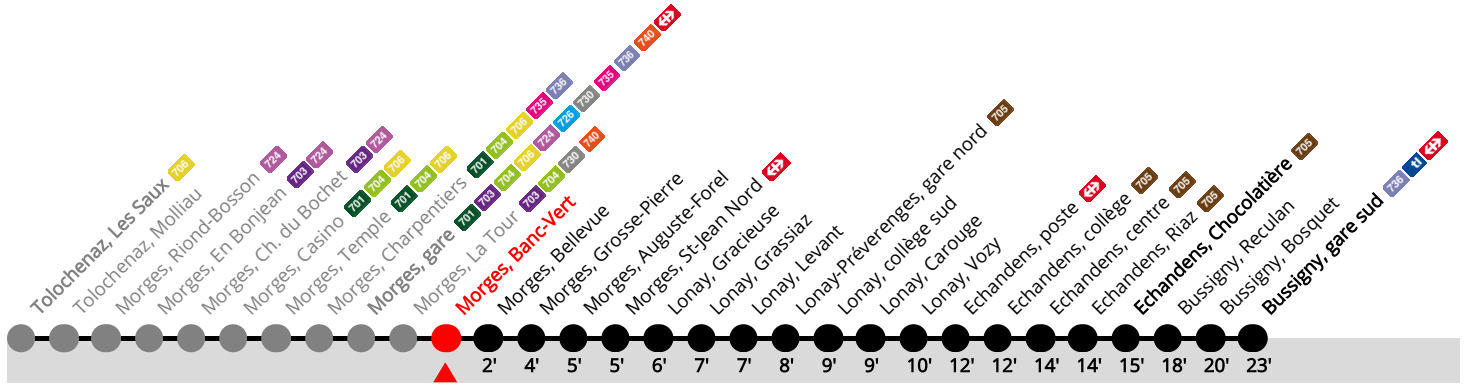 Tolochenaz, Les Saux 706
Tolochenaz, Molliau
Morges, Riond-Bosson 724
Morges, En Bonjean 703 724
Morges, Ch. du Bochet 703 724
Morges, Casino 701 704 706
Morges, Temple 701 704 706
Morges, Charpentiers 701 704 706 735 736
Morges, gare 701 703 704 706 724 726 730 735 736 740
Morges, La Tour 703 704 730 740
Morges, Banc-Vert
Morges, Bellevue
Morges, Grosse-Pierre
Morges, Auguste-Forel
Morges, St-Jean Nord
Lonay, Gracieuse
Lonay, Grassiaz
Lonay, Levant
Lonay-Préverenges, gare nord 705
Lonay, collège sud
Lonay, Carouge
Lonay, Vozy
Echandens, poste
Echandens, collège 705
Echandens, centre 705
Echandens, Riaz 705
Echandens, Chocolatière 705
Bussigny, Reculan
Bussigny, Bosquet
Bussigny, gare sud 736 tl
2' 4' 5' 5' 6' 7' 7' 8' 9' 9' 10' 12' 12' 14' 14' 15' 18' 20' 23'